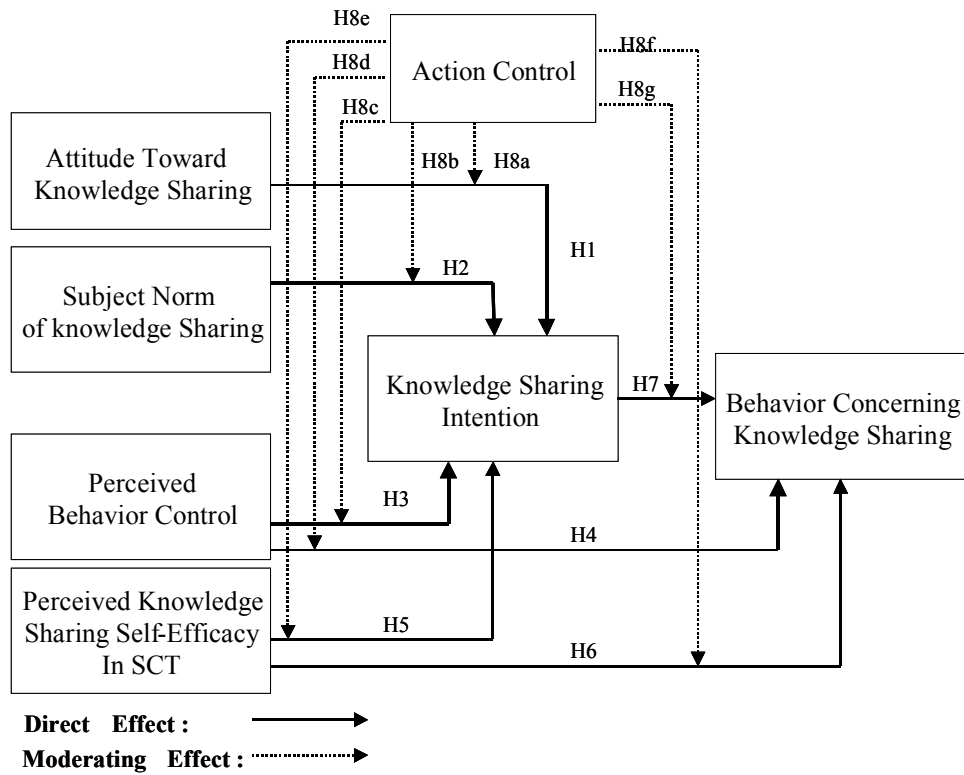 H8e
H8f
Action Control
H8d
H8g
H8c
H8b
H8a
Attitude Toward
Knowledge Sharing
H1
H2
Subject Norm
of knowledge Sharing
Knowledge Sharing
Intention
H7
Behavior Concerning
Knowledge Sharing
Perceived
Behavior Control
H3
H4
Perceived Knowledge
Sharing Self-Efficacy
In SCT
H5
H6
Direct Effect :
Moderating Effect :